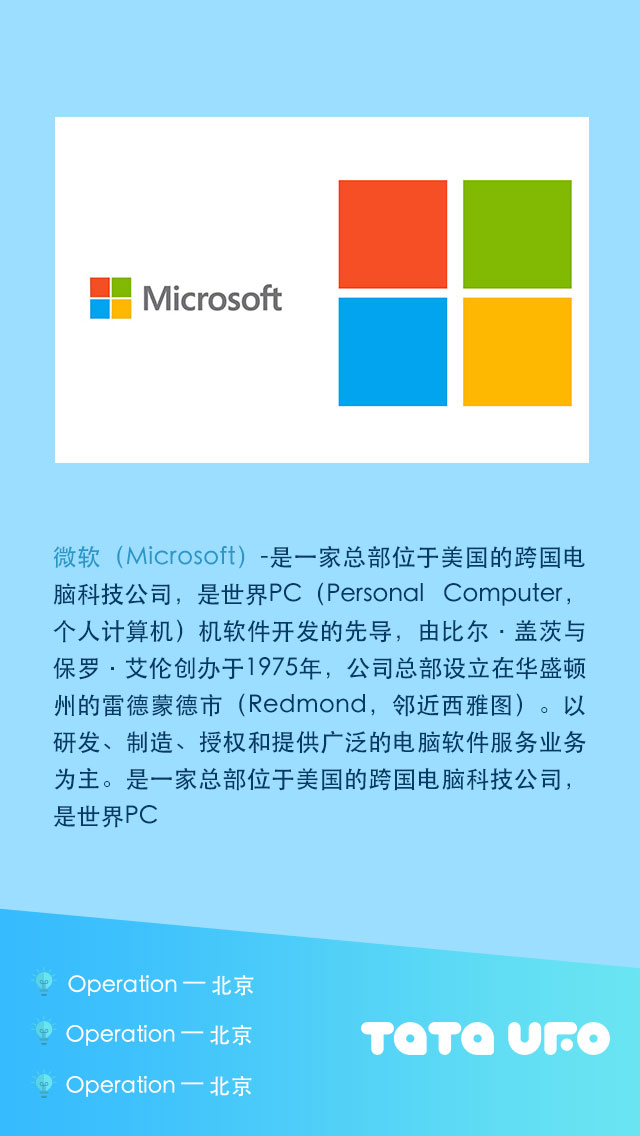 Microsoft
微软（Microsoft）-是一家总部位于美国的跨国电
脑科技公司，是世界PC（Personal Computer，
个人计算机）机软件开发的先导，由比尔·盖茨与
保罗·艾伦创办于1975年，公司总部设立在华盛顿
州的雷德蒙德市（Redmond，邻近西雅图）。以
研发、制造、授权和提供广泛的电脑软件服务业务
为主。是一家总部位于美国的跨国电脑科技公司，
是世界PC
Operation — 北京
Operation — 北京
Operation — 北京
TATA UFO